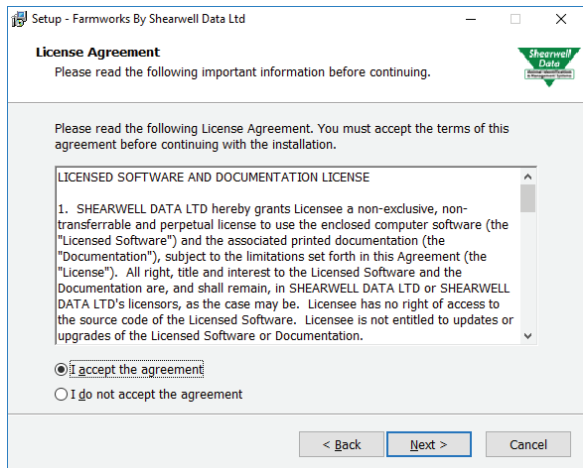 Setup - Farmworks By Shearwell Data Ltd
License Agreement
Please read the following important information before continuing.
Shearwell
Data
Please read the following License Agreement. You must accept the terms of this
agreement before continuing with the installation.
LICENSED SOFTWARE AND DOCUMENTATION LICENSE
1.  SHEARWELL DATA LTD hereby grants Licensee a non-exclusive, non-
transferrable and perpetual license to use the enclosed computer software (the
"Licensed Software") and the associated printed documentation (the
"Documentation"), subject to the limitations set forth in this Agreement (the
"License").  All right, title and interest to the Licensed Software and the
Documentation are, and shall remain, in SHEARWELL DATA LTD or SHEARWELL
DATA LTD's licensors, as the case may be.  Licensee has no right of access to
the source code of the Licensed Software.  Licensee is not entitled to updates or
upgrades of the Licensed Software or Documentation.
I accept the agreement
I do not accept the agreement
< Back
Next >
Cancel